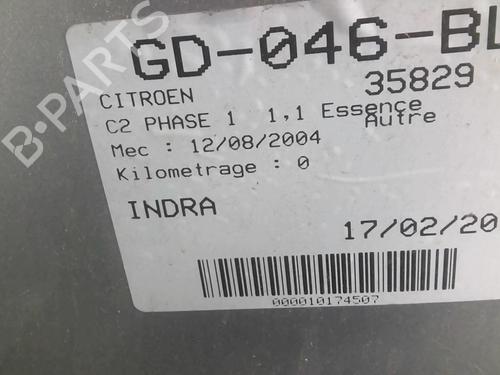 B-PARTS
GD-046-BL
CITROEN 35829
C2 PHASE 1 1,1 Essence
Autre
Mec : 12/08/2004
Kilometrage : 0
INDRA
17/02/20
000010174507